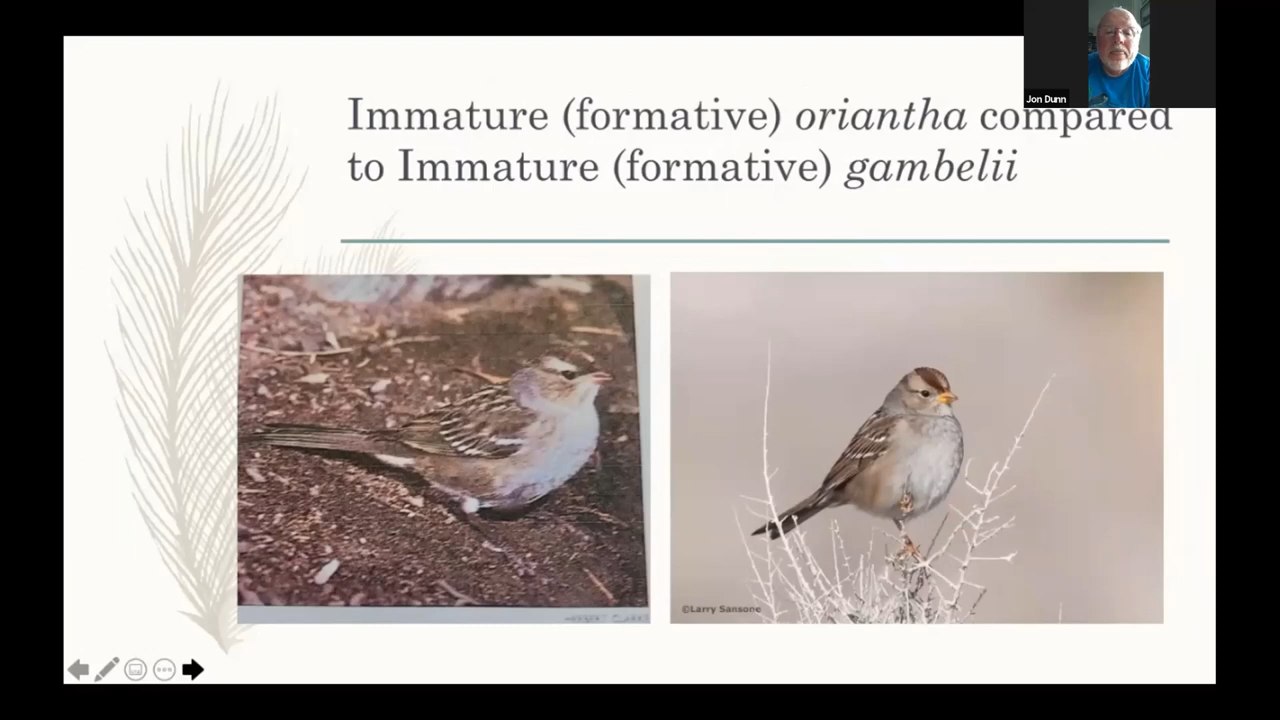 Jon Dunn
Immature (formative) oriantha compared
to Immature (formative) gambelii
©Larry Sansone